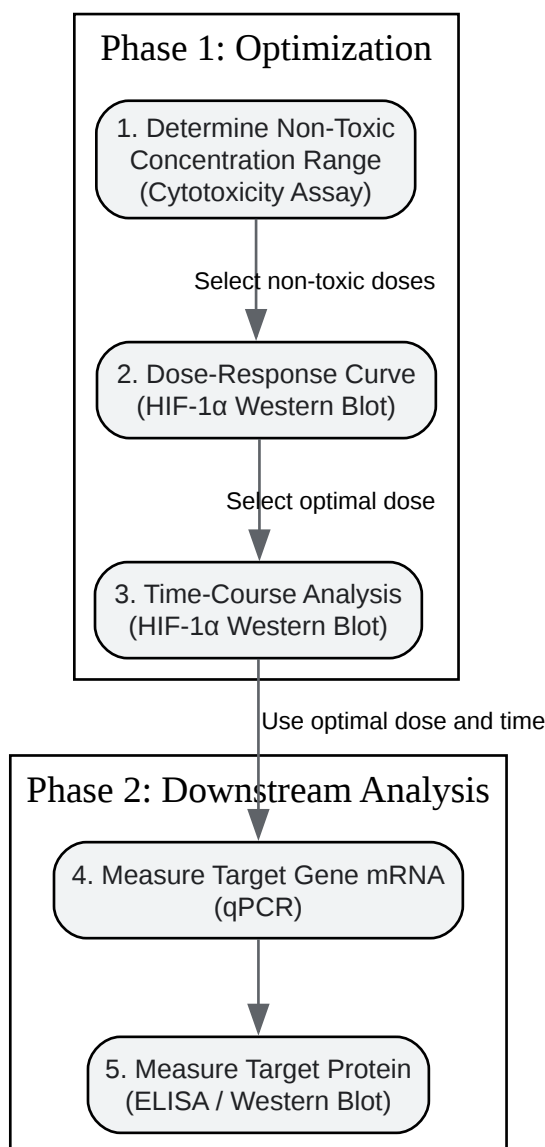 Phase 1: Optimization
1. Determine Non-Toxic
Concentration Range
(Cytotoxicity Assay)
Select non-toxic doses
2. Dose-Response Curve
(HIF-1α Western Blot)
Select optimal dose
3. Time-Course Analysis
(HIF-1α Western Blot)
Use optimal dose and time
Phase 2: Downstream Analysis
4. Measure Target Gene mRNA
(qPCR)
5. Measure Target Protein
(ELISA / Western Blot)